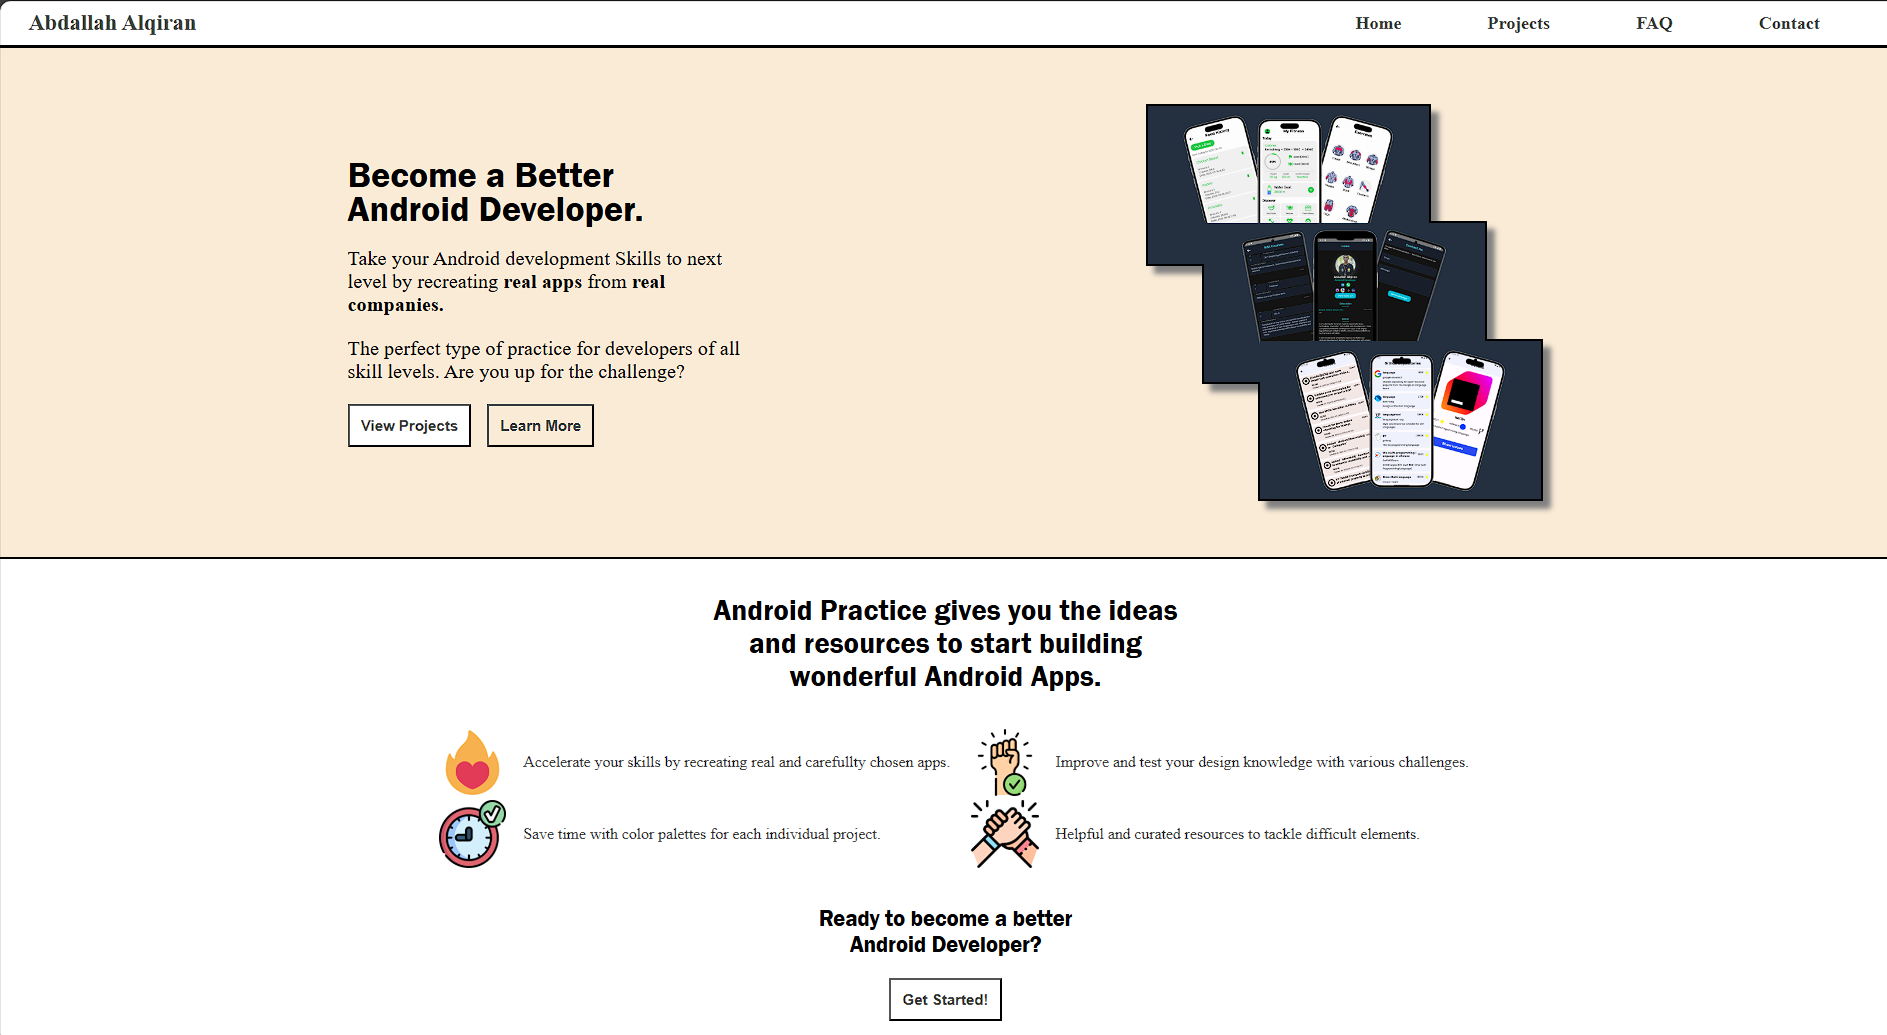 Abdallah Alqiran
Home Projects FAQ Contact
Become a Better
Android Developer.
Take your Android development Skills to next
level by recreating real apps from real
companies.
The perfect type of practice for developers of all
skill levels. Are you up for the challenge?
View Projects Learn More
My Fitness
Today
Discover
Android Practice gives you the ideas
and resources to start building
wonderful Android Apps.
Accelerate your skills by recreating real and carefullty chosen apps.
Improve and test your design knowledge with various challenges.
Save time with color palettes for each individual project.
Helpful and curated resources to tackle difficult elements.
Ready to become a better
Android Developer?
Get Started!